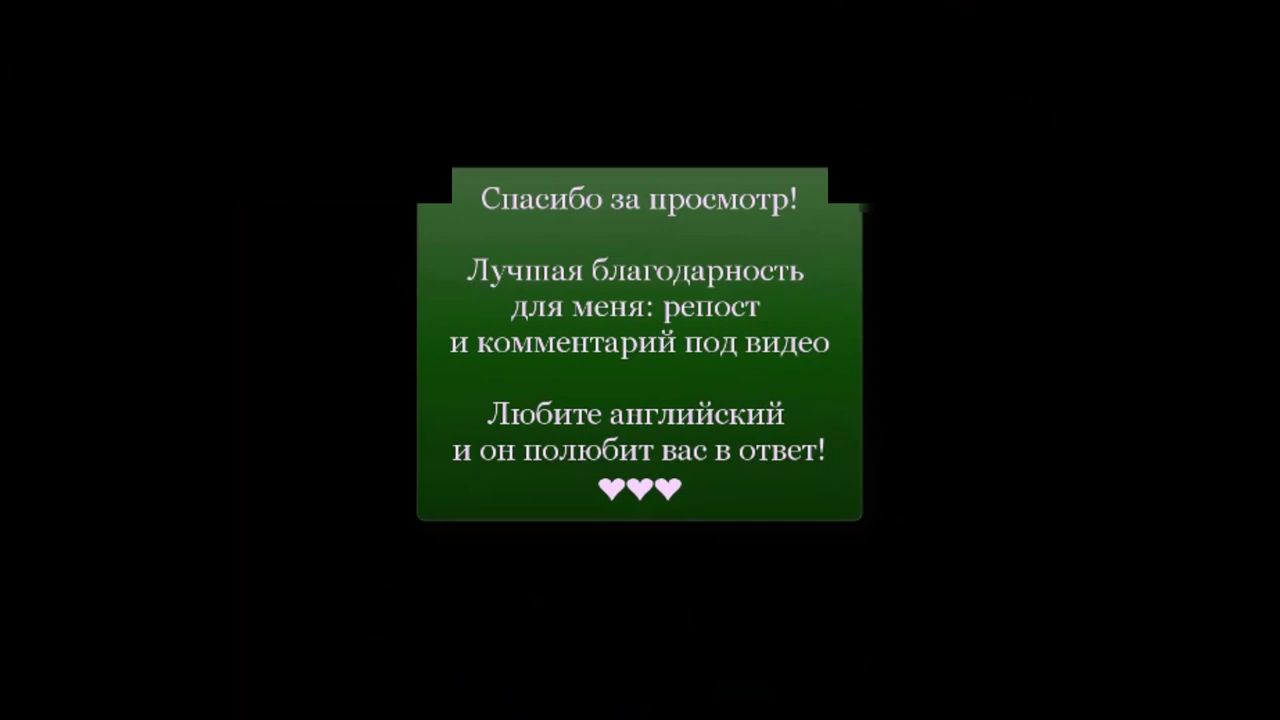 Спасибо за просмотр!
Лучшая благодарность
для меня: репост
и комментарий под видео
Любите английский
и он полюбит вас в ответ!
♥♥♥